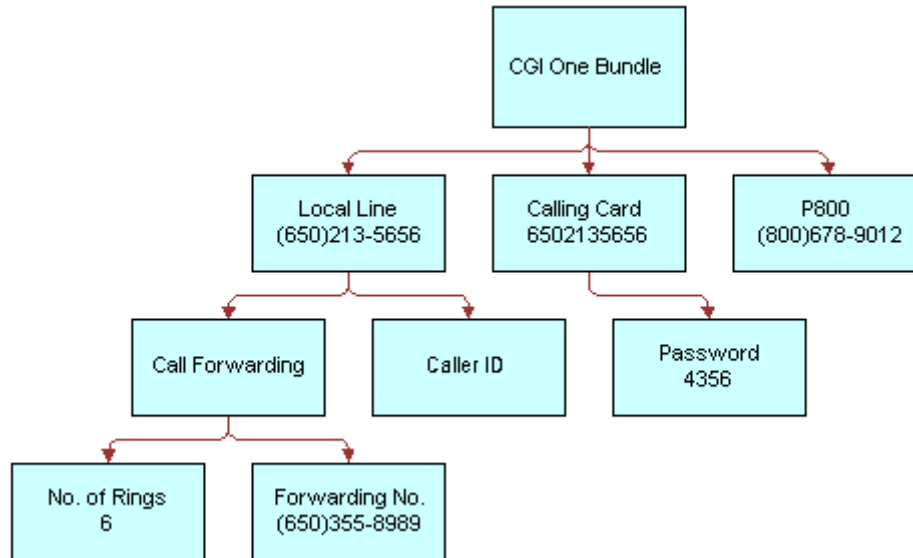 CGI One Bundle
Local Line
(650)213-5656
Calling Card
6502135656
P800
(800)678-9012
Call Forwarding
Caller ID
Password
4356
No. of Rings
6
Forwarding No.
(650)355-8989